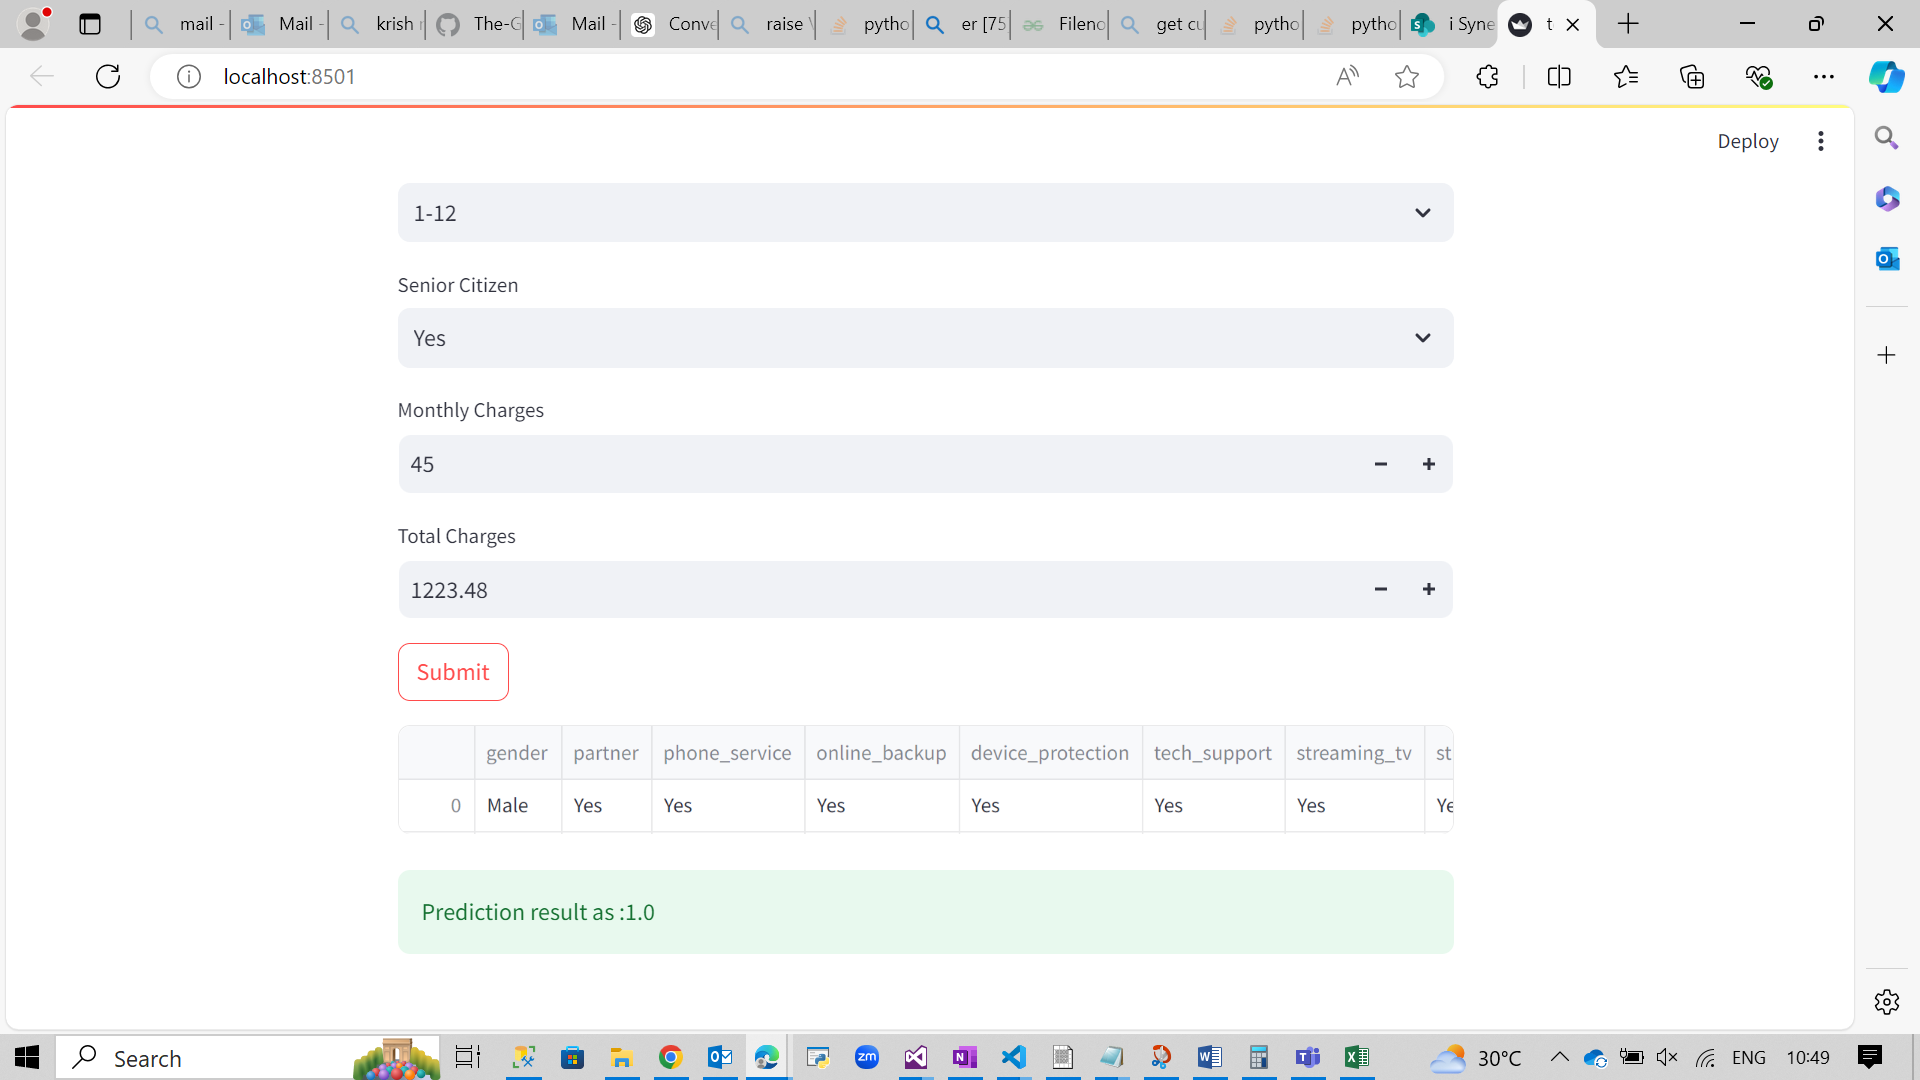 mail - Mail - krish r The-G Mail - Conve raise \ pytho er [75 Fileno get cu pytho pytho i Syne t
localhost:8501
Deploy
1-12
Senior Citizen
Yes
Monthly Charges
45
Total Charges
1223.48
Submit
gender partner phone_service online_backup device_protection tech_support streaming_tv st
0 Male Yes Yes Yes Yes Yes Yes Ye
Prediction result as :1.0
Search 30°C ENG 10:49